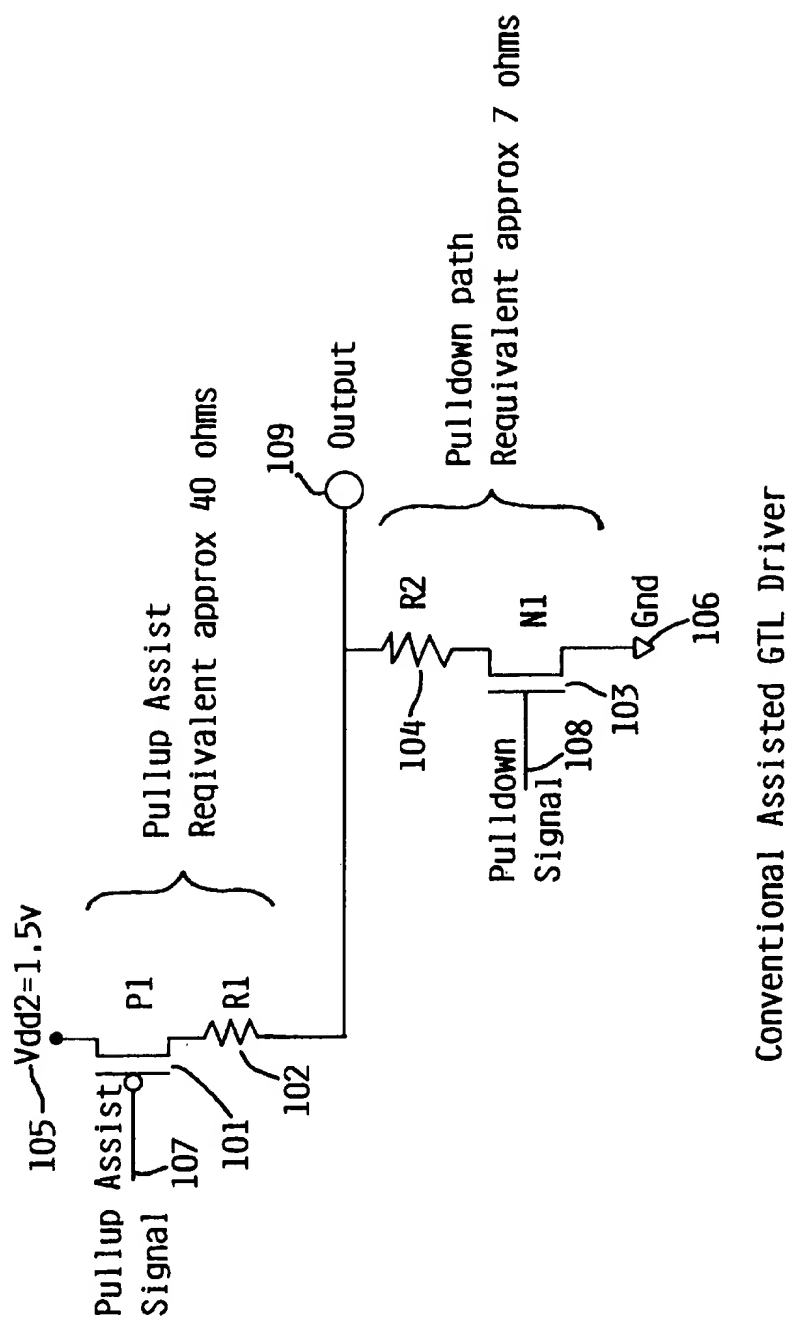 105
Vdd2=1.5v
Pullup Assist
Signal
107
101
P1
R1
102
Pullup Assist
Reqivalent approx 40 ohms
109
Output
Pulldown
Signal
108
104
R2
N1
103
Gnd
106
Pulldown path
Requivalent approx 7 ohms
Conventional Assisted GTL Driver